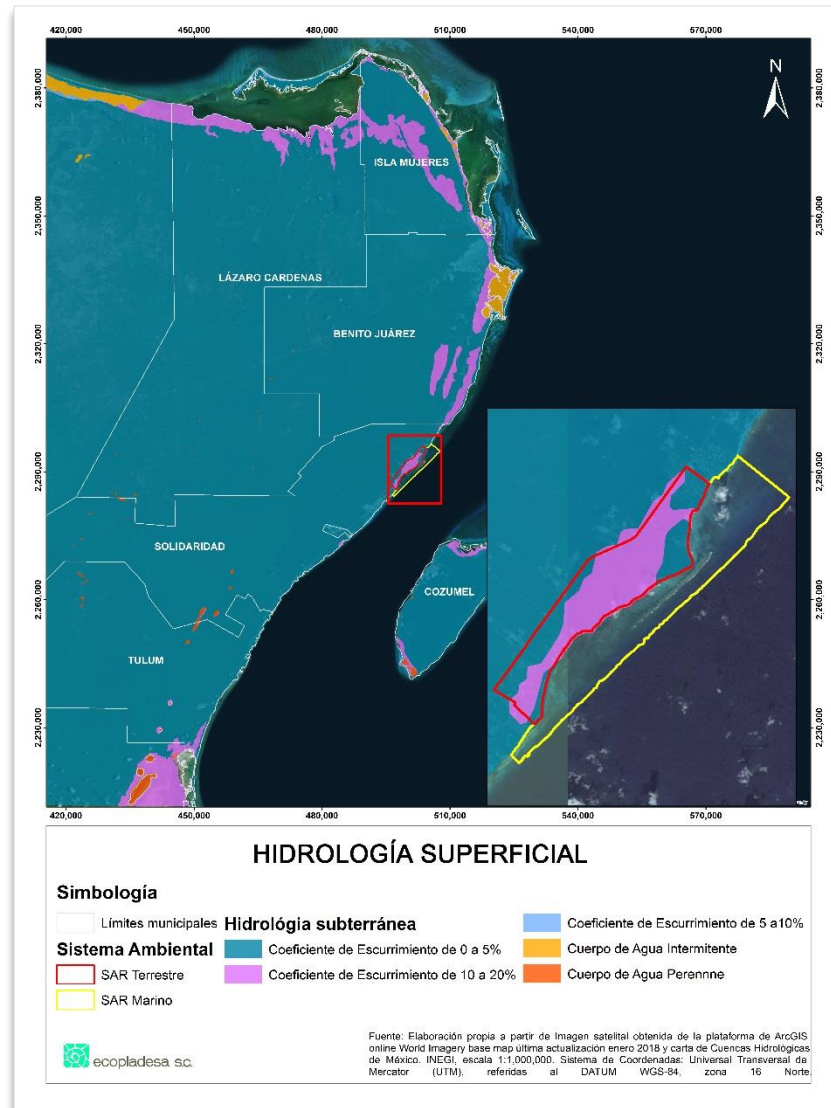 420,000 450,000 480,000 510,000 540,000 570,000
2,380,000 2,380,000
N
ISLA MUJERES
2,350,000 2,350,000
LÁZARO CARDENAS
BENITO JUÁREZ
2,320,000 2,320,000
2,290,000 2,290,000
SOLIDARIDAD
COZUMEL
2,260,000 2,260,000
TULUM
2,230,000 2,230,000
420,000 450,000 480,000 510,000 540,000 570,000
HIDROLOGÍA SUPERFICIAL
Simbología
Límites municipales
Sistema Ambiental
SAR Terrestre
SAR Marino
Hidrológia subterránea
Coeficiente de Escurrimiento de 0 a 5%
Coeficiente de Escurrimiento de 10 a 20%
Coeficiente de Escurrimiento de 5 a10%
Cuerpo de Agua Intermitente
Cuerpo de Agua Perennne
ecopladesa s.c.
Fuente: Elaboración propia a partir de Imagen satelital obtenida de la plataforma de ArcGIS
online World Imagery base map última actualización enero 2018 y carta de Cuencas Hidrológicas
de México. INEGI, escala 1:1,000,000. Sistema de Coordenadas: Universal Transversal de
Mercator (UTM), referidas al DATUM WGS-84, zona 16 Norte.